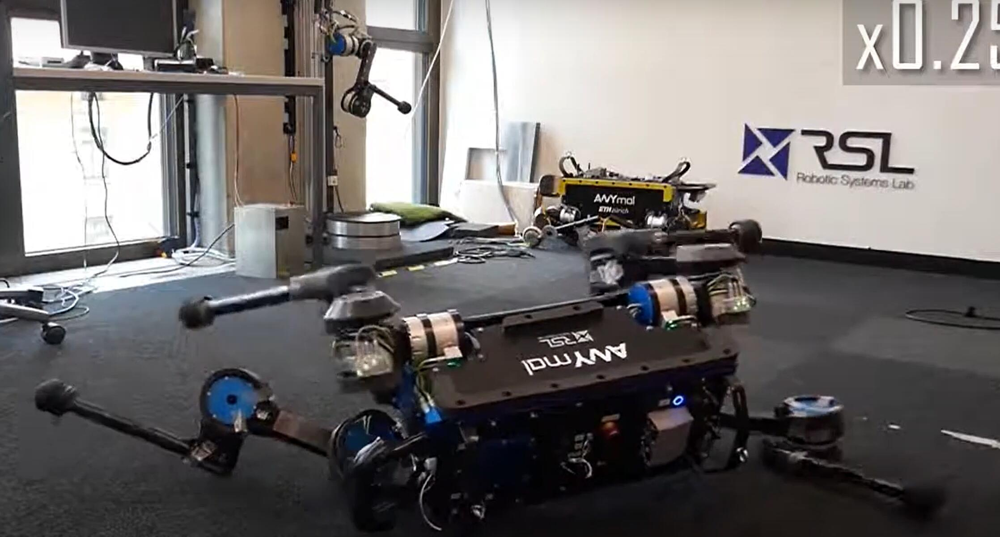 x0.25
RSL
Robotic Systems Lab
ANYmal
ETH zürich
RSL
ANYmal